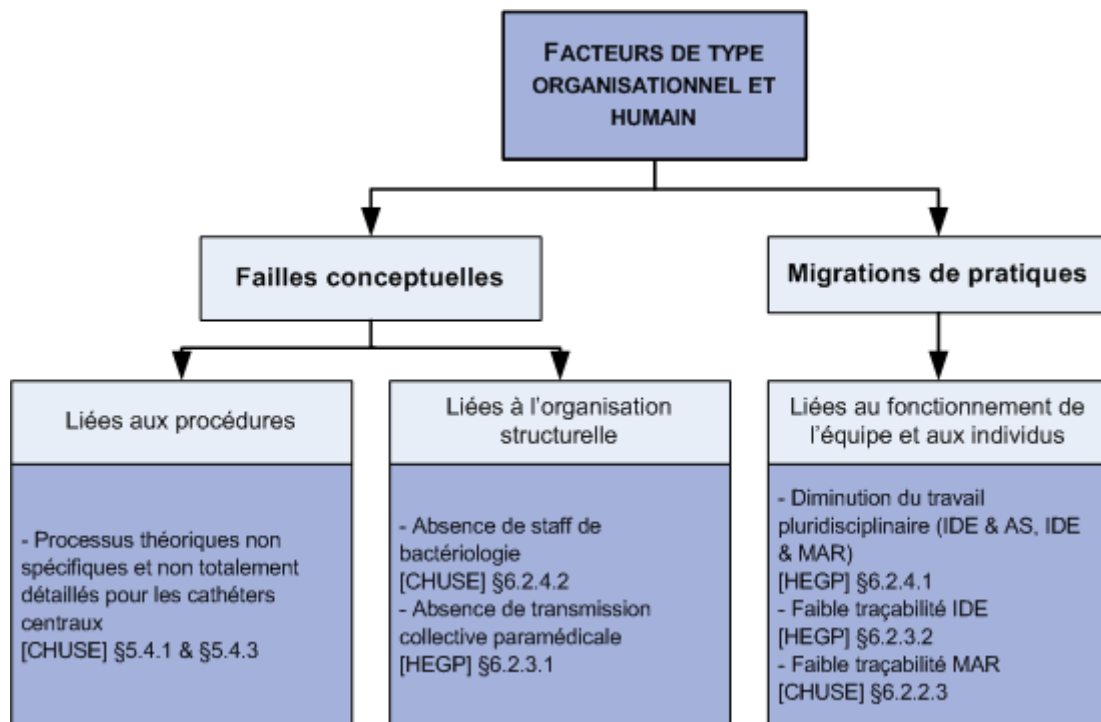 FACTEURS DE TYPE
ORGANISATIONNEL ET
HUMAIN
Failles conceptuelles
Migrations de pratiques
Liées aux procédures
Liées à l'organisation
structurelle
Liées au fonctionnement de
l'équipe et aux individus
- Processus théoriques non
spécifiques et non totalement
détaillés pour les cathéters
centraux
[CHUSE] §5.4.1 & §5.4.3
- Absence de staff de
bactériologie
[CHUSE] §6.2.4.2
- Absence de transmission
collective paramédicale
[HEGP] §6.2.3.1
- Diminution du travail
pluridisciplinaire (IDE & AS, IDE
& MAR)
[HEGP] §6.2.4.1
- Faible traçabilité IDE
[HEGP] §6.2.3.2
- Faible traçabilité MAR
[CHUSE] §6.2.2.3